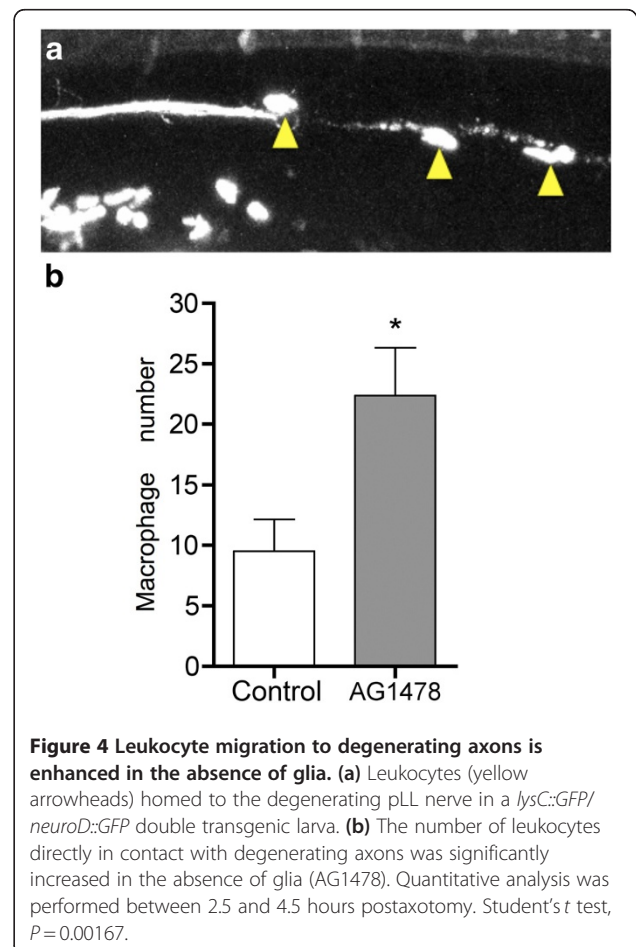 a
b
30
25
20
15
10
5
0
Macrophage number
*
Control AG1478
Figure 4 Leukocyte migration to degenerating axons is
enhanced in the absence of glia. (a) Leukocytes (yellow
arrowheads) homed to the degenerating pLL nerve in a lysC::GFP/
neuroD::GFP double transgenic larva. (b) The number of leukocytes
directly in contact with degenerating axons was significantly
increased in the absence of glia (AG1478). Quantitative analysis was
performed between 2.5 and 4.5 hours postaxotomy. Student's t test,
P = 0.00167.